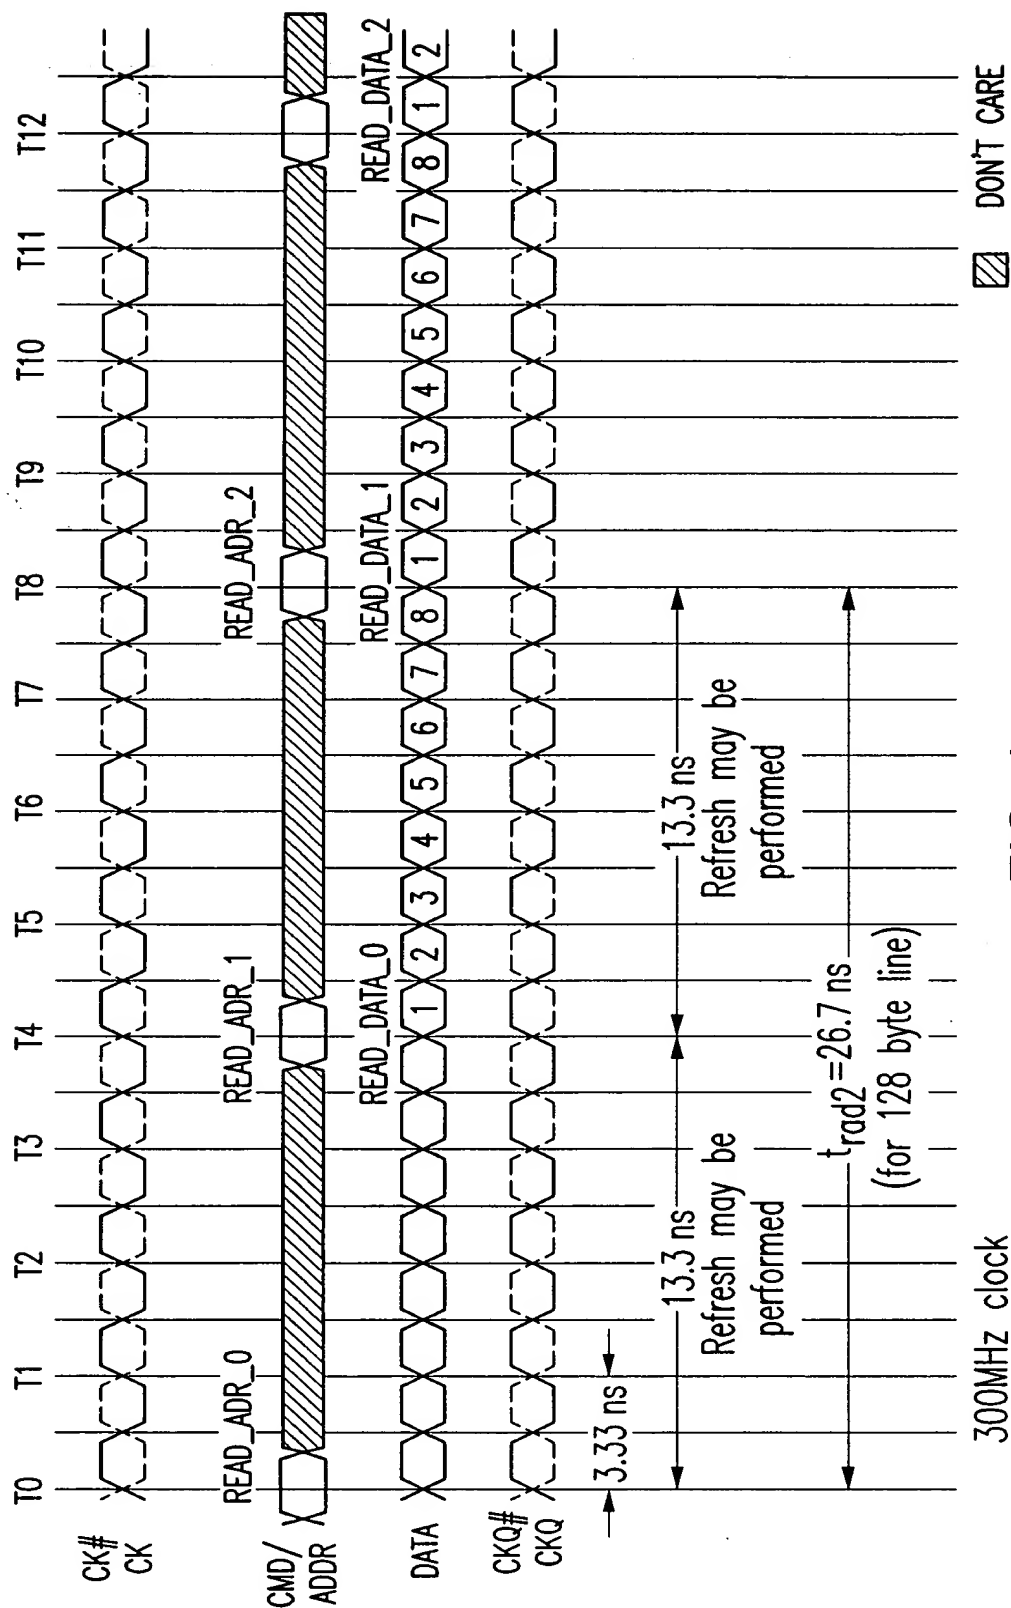 T0 T1 T2 T3 T4 T5 T6 T7 T8 T9 T10 T11 T12
CK#
CK
READ_ADR_0 READ_ADR_1 READ_ADR_2
CMD/
ADDR
READ_DATA_0 READ_DATA_1 READ_DATA_2
DATA 1 2 3 4 5 6 7 8 1 2 3 4 5 6 7 8 1 2
CKQ#
CKQ
3.33 ns
13.3 ns 13.3 ns
Refresh may be Refresh may be
performed performed
trad2=26.7 ns
(for 128 byte line)
300MHz clock DON'T CARE